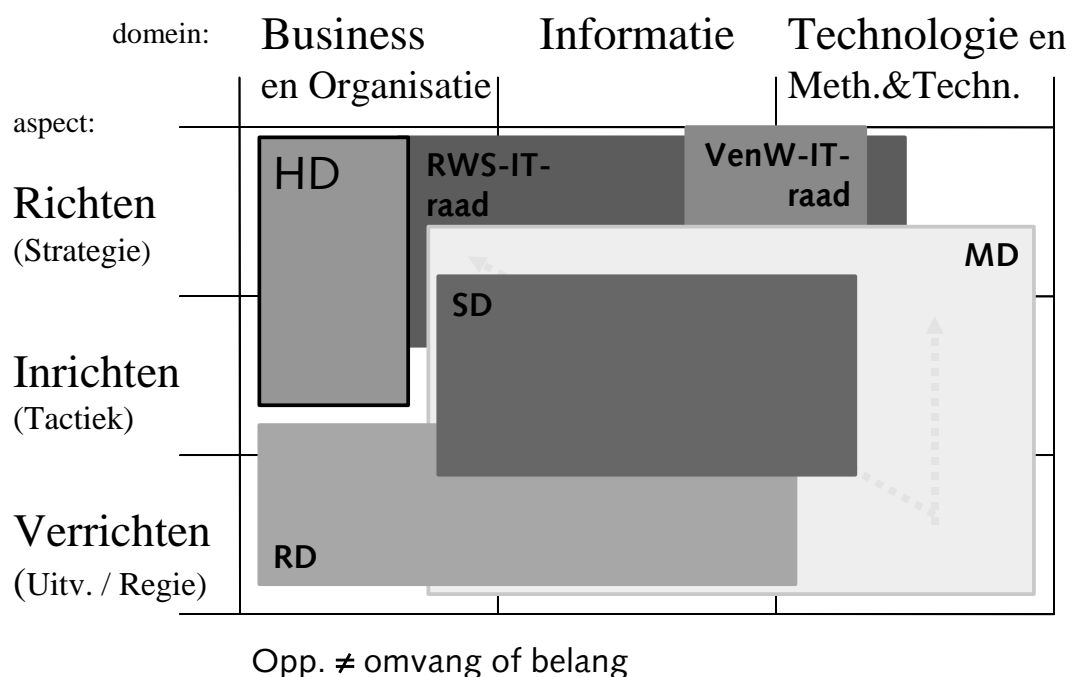 domein:
Business
en Organisatie
Informatie
Technologie en
Meth.&Techn.
aspect:
Richten
(Strategie)
HD
RWS-IT-
raad
VenW-IT-
raad
MD
SD
Inrichten
(Tactiek)
Verrichten
(Uitv. / Regie)
RD
Opp. ≠ omvang of belang